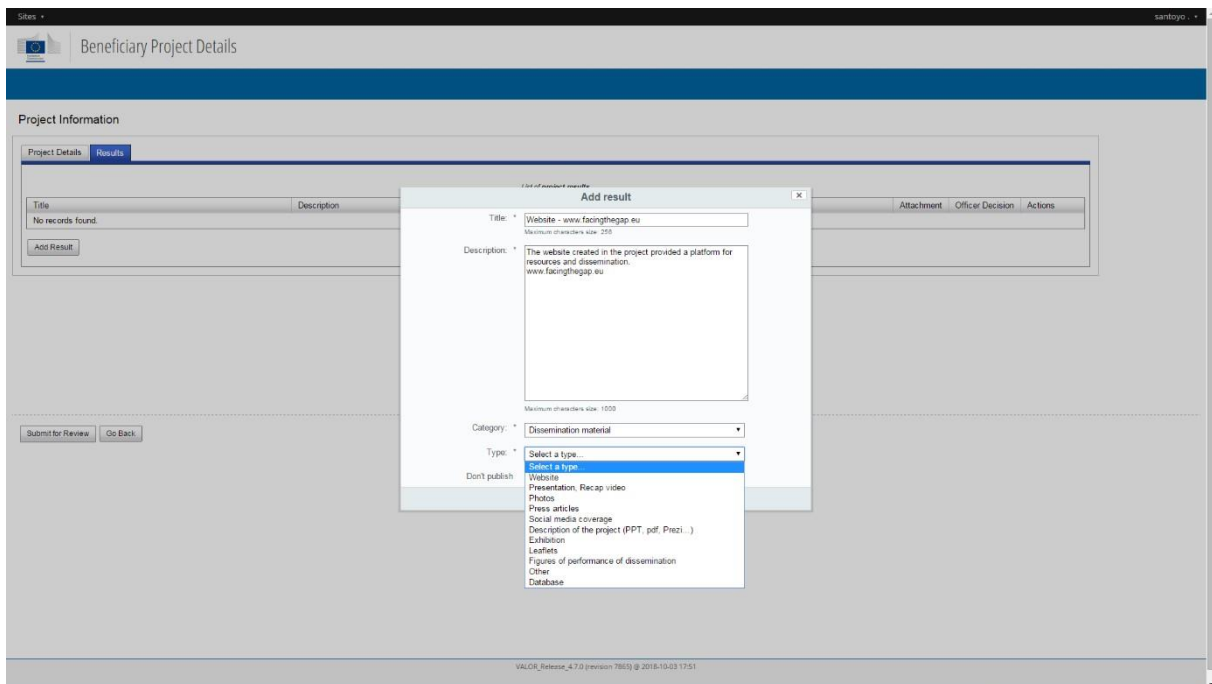 Sites
santoyo .
Beneficiary Project Details
Project Information
Project Details Results
List of project results
Title Description Attachment Officer Decision Actions
No records found.
Add Result
Add result
Title: * Website - www.facingthegap.eu
Maximum characters size: 256
Description: * The website created in the project provided a platform for
resources and dissemination.
www.facingthegap.eu
Maximum characters size: 1000
Category: * Dissemination material
Type: * Select a type...
Select a type...
Don't publish
Website
Presentation, Recap video
Photos
Press articles
Social media coverage
Description of the project (PPT, pdf, Prezi...)
Exhibition
Leaflets
Figures of performance of dissemination
Other
Database
Submit for Review Go Back
VALOR_Release_4.7.0 (revision 7865) @ 2018-10-03 17:51